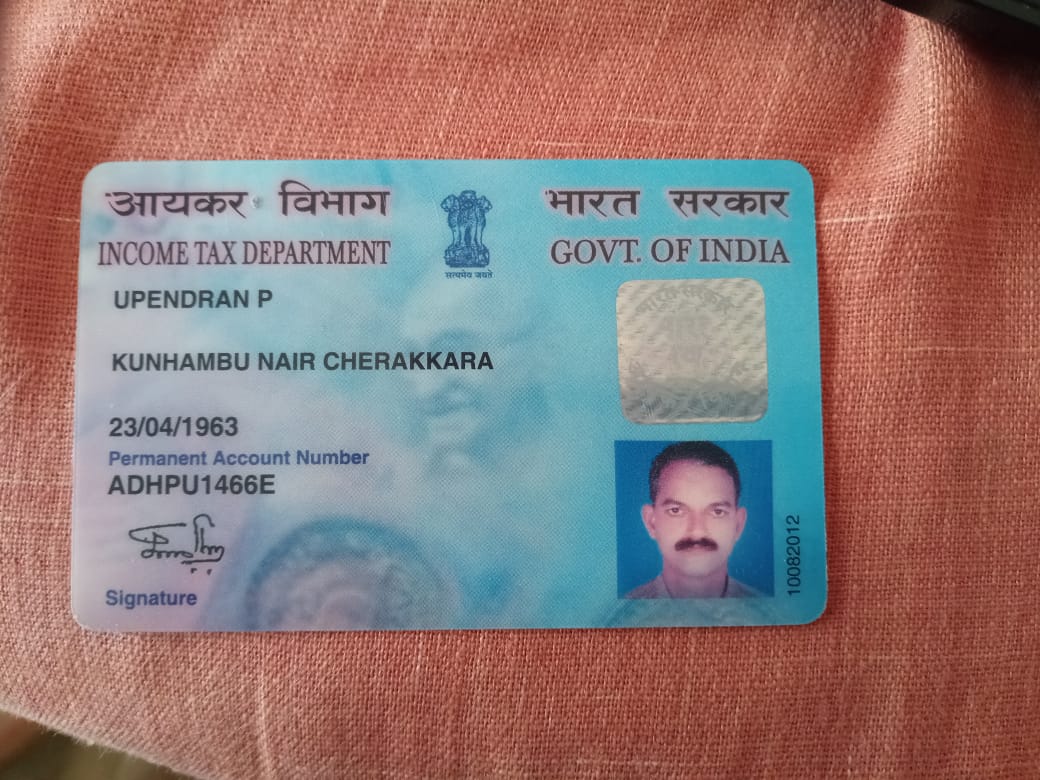 आयकर विभाग
भारत सरकार
INCOME TAX DEPARTMENT
GOVT. OF INDIA
सत्यमेव जयते
UPENDRAN P
KUNHAMBU NAIR CHERAKKARA
23/04/1963
Permanent Account Number
ADHPU1466E
Signature
10082012